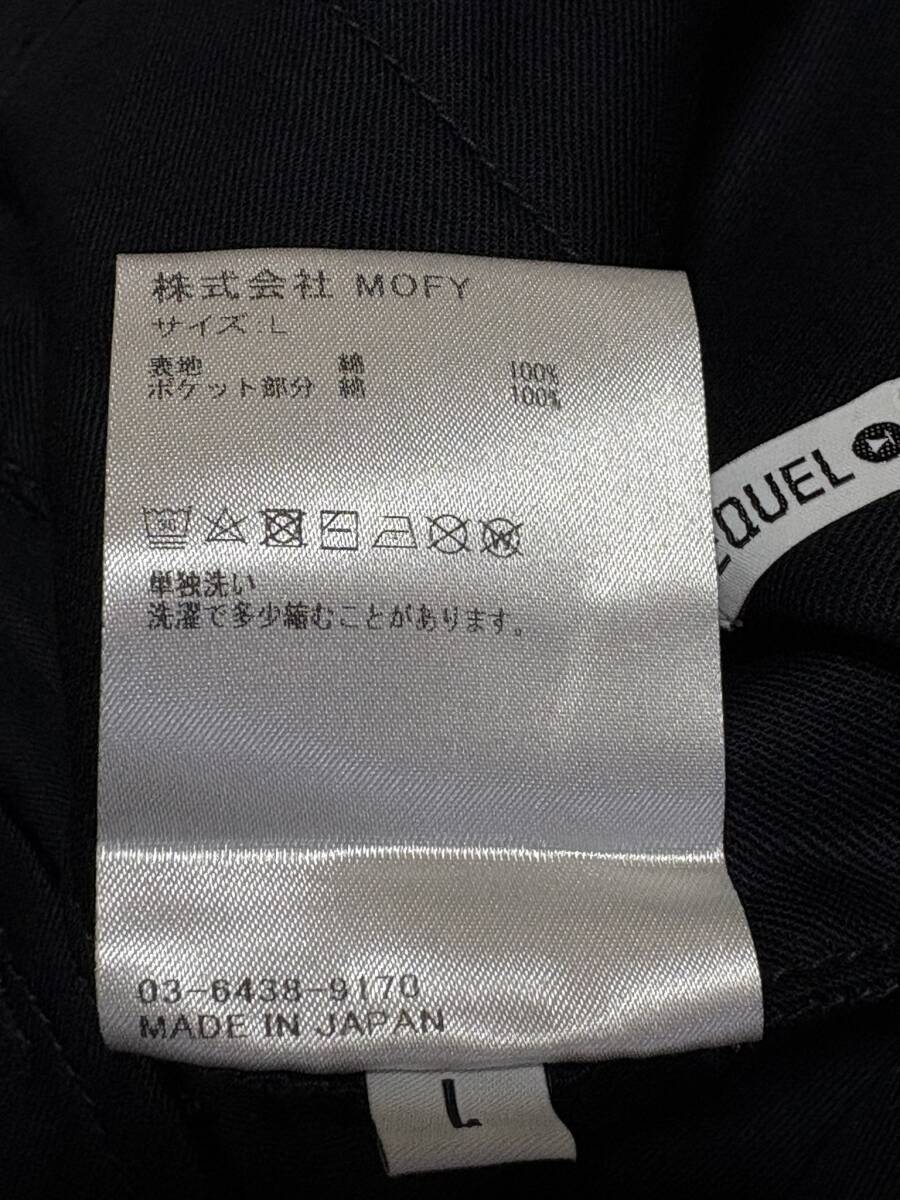 株式会社 MOFY
サイズ:L
表地 綿 100%
ポケット部分 綿 100%
30
W
単独洗い
洗濯で多少縮むことがあります。
03-6438-9170
MADE IN JAPAN
L
EQUEL